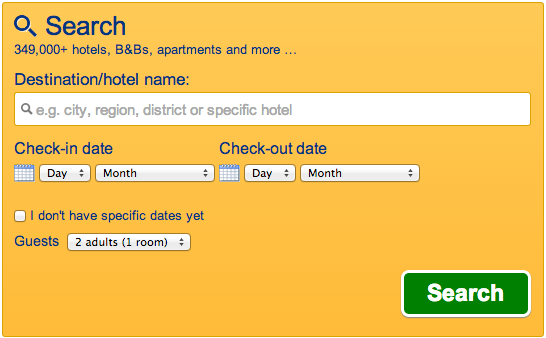 Search
349,000+ hotels, B&Bs, apartments and more …
Destination/hotel name:
e.g. city, region, district or specific hotel
Check-in date Check-out date
Day Month Day Month
I don't have specific dates yet
Guests 2 adults (1 room)
Search